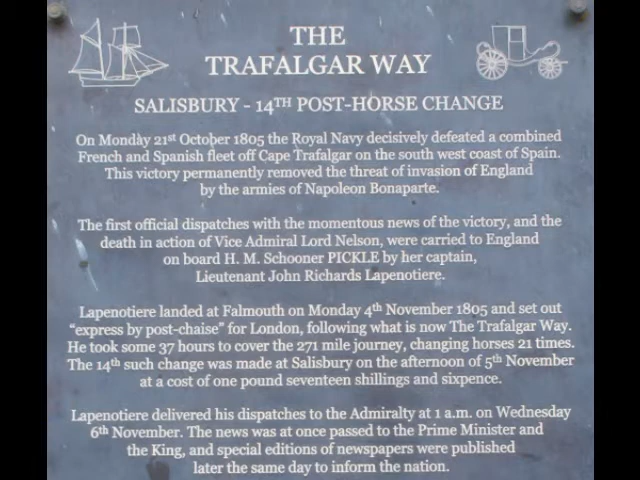 THE
TRAFALGAR WAY
SALISBURY - 14TH POST-HORSE CHANGE
On Monday 21st October 1805 the Royal Navy decisively defeated a combined
French and Spanish fleet off Cape Trafalgar on the south west coast of Spain.
This victory permanently removed the threat of invasion of England
by the armies of Napoleon Bonaparte.
The first official dispatches with the momentous news of the victory, and the
death in action of Vice Admiral Lord Nelson, were carried to England
on board H. M. Schooner PICKLE by her captain,
Lieutenant John Richards Lapenotiere.
Lapenotiere landed at Falmouth on Monday 4th November 1805 and set out
“express by post-chaise” for London, following what is now The Trafalgar Way.
He took some 37 hours to cover the 271 mile journey, changing horses 21 times.
The 14th such change was made at Salisbury on the afternoon of 5th November
at a cost of one pound seventeen shillings and sixpence.
Lapenotiere delivered his dispatches to the Admiralty at 1 a.m. on Wednesday
6th November. The news was at once passed to the Prime Minister and
the King, and special editions of newspapers were published
later the same day to inform the nation.